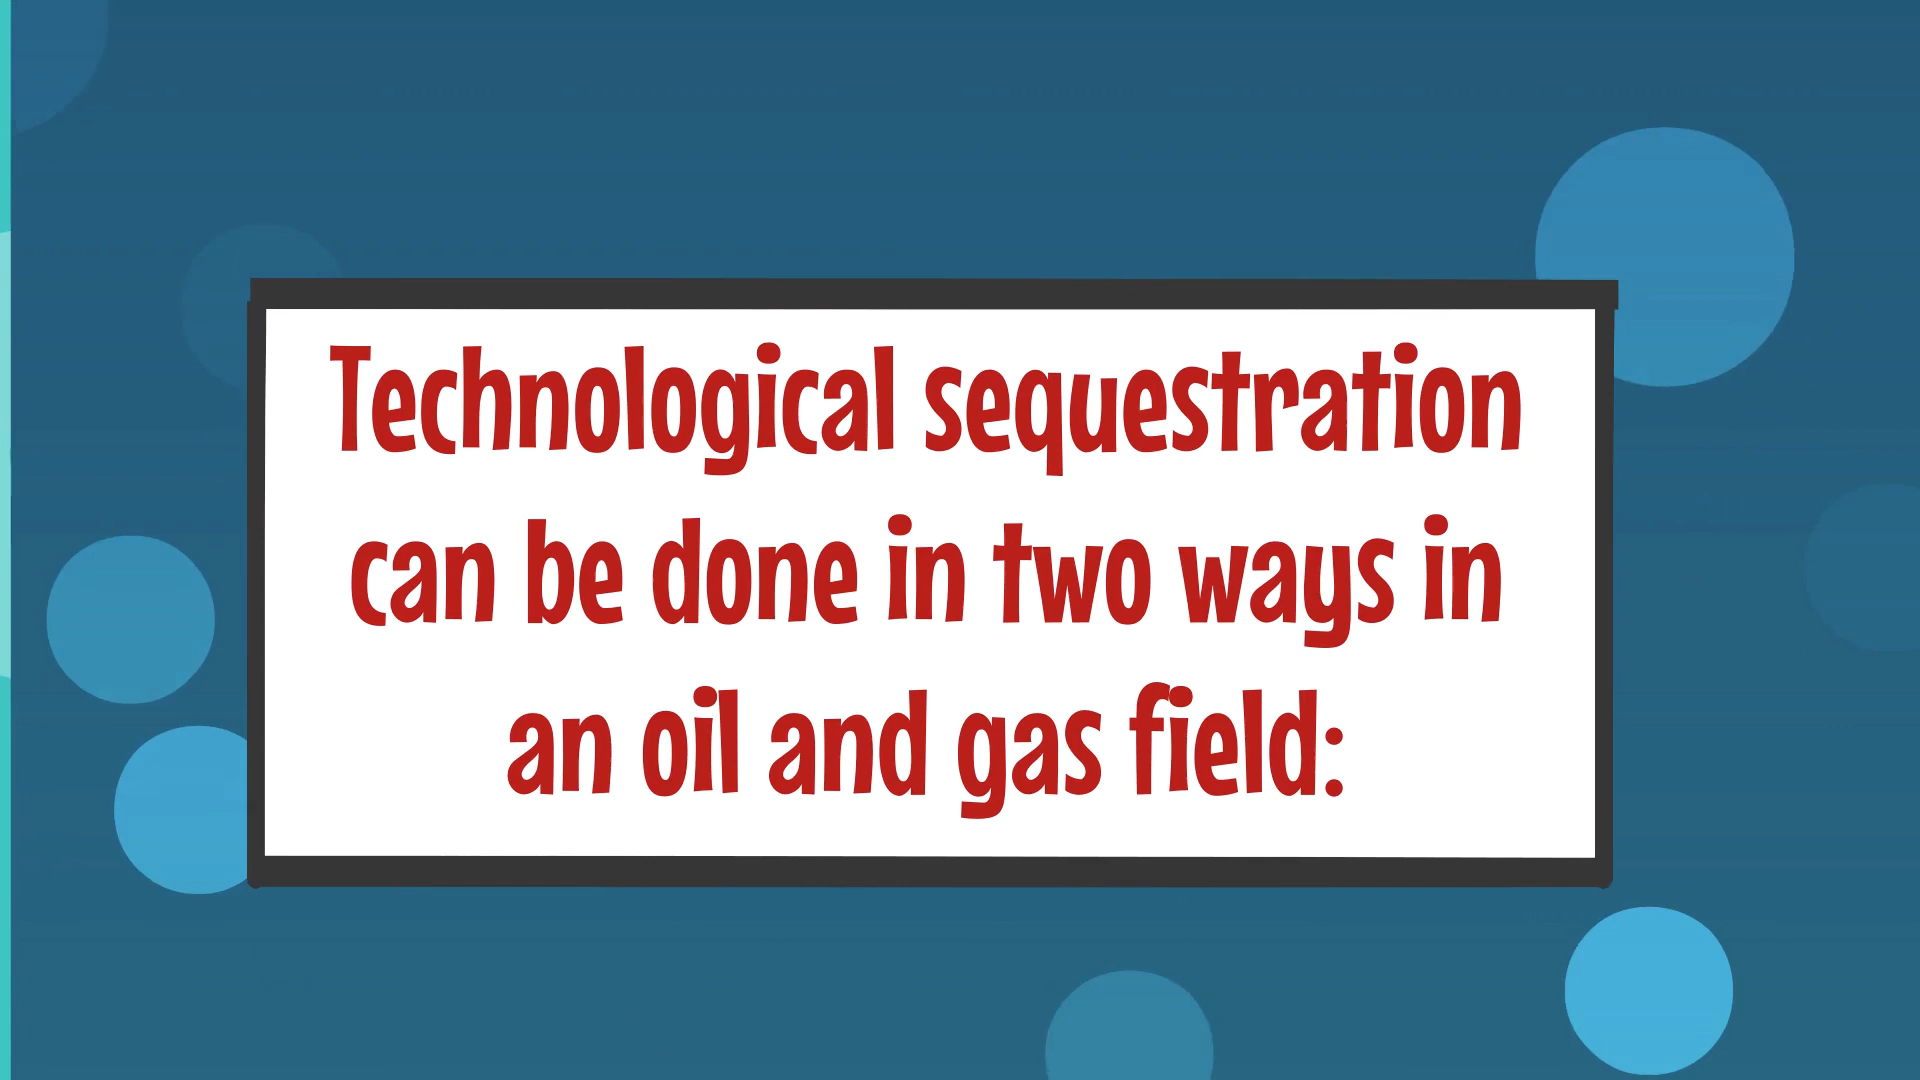 Technological sequestration
can be done in two ways in
an oil and gas field: